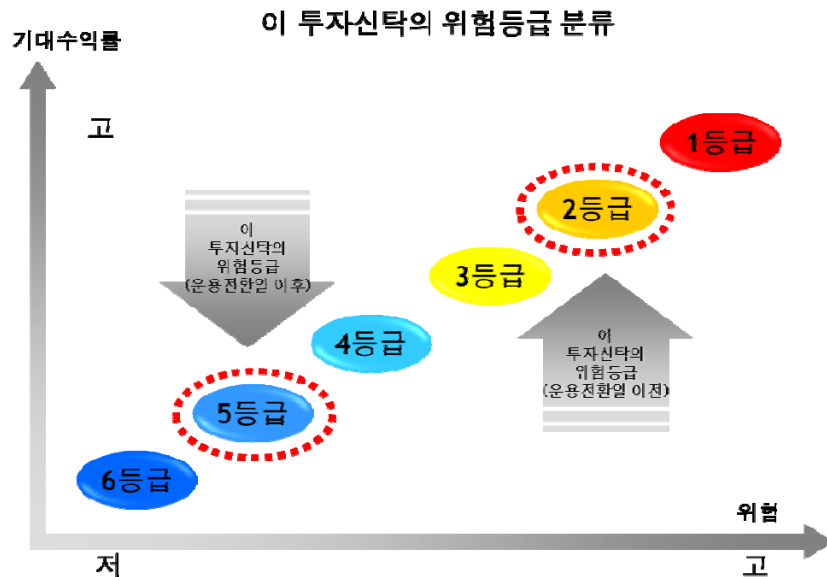 이 투자신탁의 위험등급 분류
기대수익률
고
1등급
2등급
이
투자신탁의
위험등급
(운용전환일 이후)
3등급
4등급
이
투자신탁의
위험등급
(운용전환일 이전)
5등급
6등급
위험
저
고